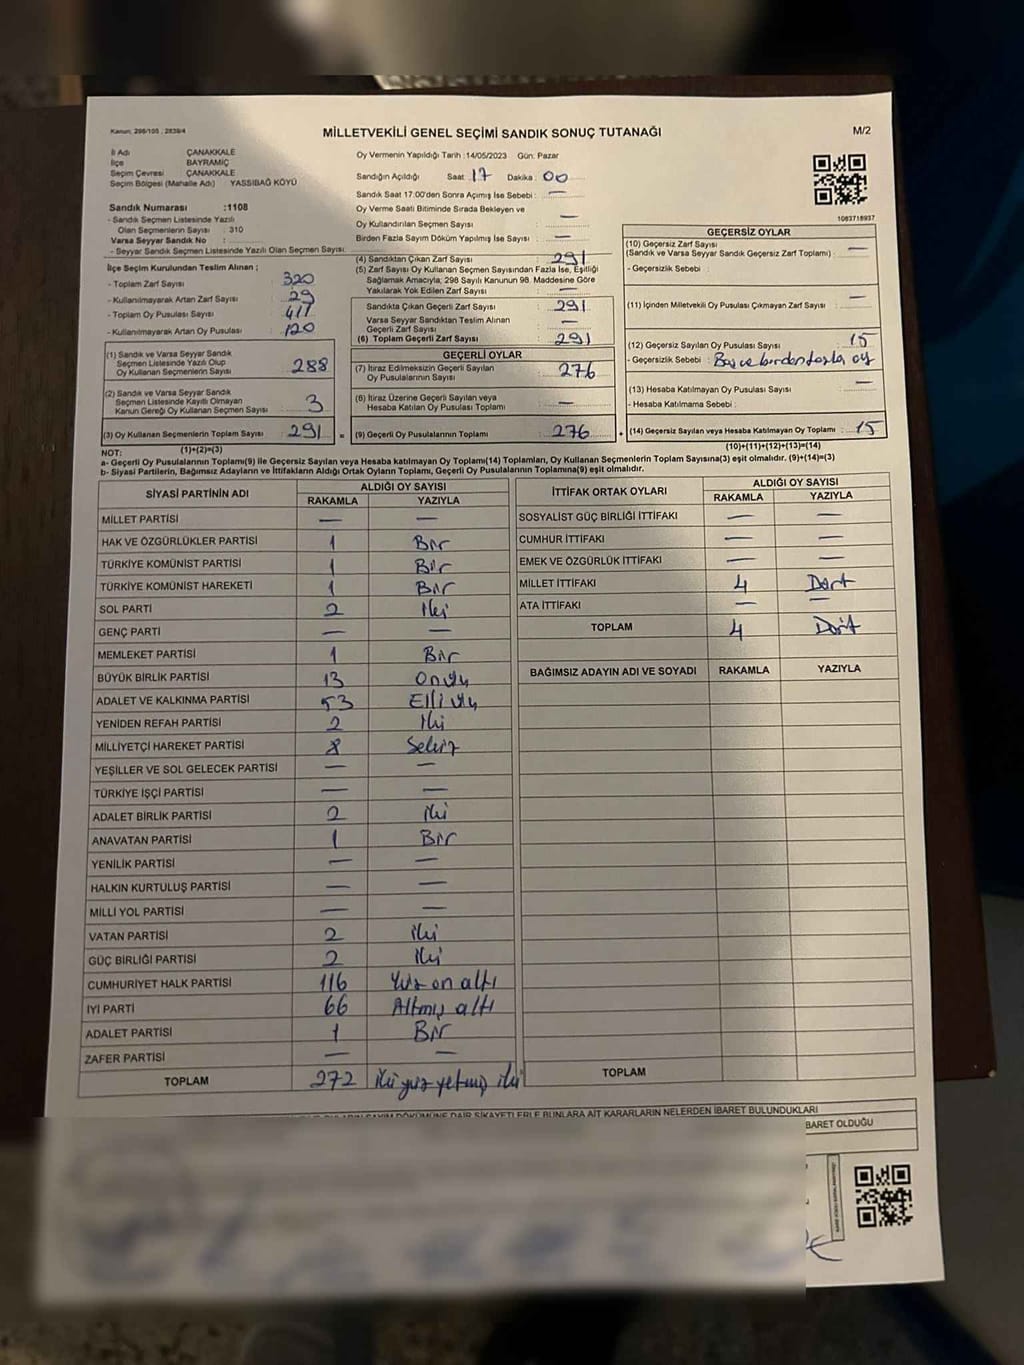 Kanun: 298/105 , 2839/4
MİLLETVEKİLİ GENEL SEÇİMİ SANDIK SONUÇ TUTANAĞI
M/2
İl Adı ÇANAKKALE
İlçe BAYRAMİÇ
Seçim Çevresi ÇANAKKALE
Seçim Bölgesi (Mahalle Adı) YASSIBAĞ KÖYÜ
Sandık Numarası :1108
- Sandık Seçmen Listesinde Yazılı
Olan Seçmenlerin Sayısı : 310
Varsa Seyyar Sandık No :
- Seyyar Sandık Seçmen Listesinde Yazılı Olan Seçmen Sayısı:
Oy Vermenin Yapıldığı Tarih :14/05/2023 Gün: Pazar
Sandığın Açıldığı Saat : 17 Dakika : 00
Sandık Saat 17:00'den Sonra Açımış İse Sebebi : —
Oy Verme Saati Bitiminde Sırada Bekleyen ve
Oy Kullandırılan Seçmen Sayısı : —
Birden Fazla Sayım Döküm Yapılmış İse Sayısı : —
1083718937
İlçe Seçim Kurulundan Teslim Alınan ;
- Toplam Zarf Sayısı : 320
- Kullanılmayarak Artan Zarf Sayısı : 29
- Toplam Oy Pusulası Sayısı : 411
- Kullanılmayarak Artan Oy Pusulası : 120
(1) Sandık ve Varsa Seyyar Sandık
Seçmen Listesinde Yazılı Olup
Oy Kullanan Seçmenlerin Sayısı : 288
(2) Sandık ve Varsa Seyyar Sandık
Seçmen Listesinde Kayıtlı Olmayan
Kanun Gereği Oy Kullanan Seçmen Sayısı : 3
(3) Oy Kullanan Seçmenlerin Toplam Sayısı : 291
(1)+(2)=(3)
(4) Sandıktan Çıkan Zarf Sayısı : 291
(5) Zarf Sayısı Oy Kullanan Seçmen Sayısından Fazla İse, Eşitliği
Sağlamak Amacıyla; 298 Sayılı Kanunun 98. Maddesine Göre
Yakılarak Yok Edilen Zarf Sayısı : —
Sandıkta Çıkan Geçerli Zarf Sayısı : 291
Varsa Seyyar Sandıktan Teslim Alınan
Geçerli Zarf Sayısı : —
(6) Toplam Geçerli Zarf Sayısı : 291
GEÇERLİ OYLAR
(7) İtiraz Edilmeksizin Geçerli Sayılan
Oy Pusulalarının Sayısı : 276
(8) İtiraz Üzerine Geçerli Sayılan veya
Hesaba Katılan Oy Pusulası Toplamı : —
= (9) Geçerli Oy Pusulalarının Toplamı : 276
GEÇERSİZ OYLAR
(10) Geçersiz Zarf Sayısı
(Sandık ve Varsa Seyyar Sandık Geçersiz Zarf Toplamı) : —
- Geçersizlik Sebebi :
(11) İçinden Milletvekili Oy Pusulası Çıkmayan Zarf Sayısı : —
(12) Geçersiz Sayılan Oy Pusulası Sayısı : 15
- Geçersizlik Sebebi : Boş ve birden fazla oy
(13) Hesaba Katılmayan Oy Pusulası Sayısı : —
- Hesaba Katılmama Sebebi :
+ (14) Geçersiz Sayılan veya Hesaba Katılmayan Oy Toplamı : 15
(10)+(11)+(12)+(13)=(14)
NOT:
a- Geçerli Oy Pusulalarının Toplamı(9) ile Geçersiz Sayılan veya Hesaba katılmayan Oy Toplamı(14) Toplamları, Oy Kullanan Seçmenlerin Toplam Sayısına(3) eşit olmalıdır. (9)+(14)=(3)
b- Siyasi Partilerin, Bağımsız Adayların ve İttifakların Aldığı Ortak Oyların Toplamı, Geçerli Oy Pusulalarının Toplamına(9) eşit olmalıdır.
SİYASİ PARTİNİN ADI ALDIĞI OY SAYISI
RAKAMLA YAZIYLA
MİLLET PARTİSİ — —
HAK VE ÖZGÜRLÜKLER PARTİSİ 1 Bir
TÜRKİYE KOMÜNİST PARTİSİ 1 Bir
TÜRKİYE KOMÜNİST HAREKETİ 1 Bir
SOL PARTİ 2 İki
GENÇ PARTİ — —
MEMLEKET PARTİSİ 1 Bir
BÜYÜK BİRLİK PARTİSİ 13 Onüç
ADALET VE KALKINMA PARTİSİ 53 Elli üç
YENİDEN REFAH PARTİSİ 2 İki
MİLLİYETÇİ HAREKET PARTİSİ 8 Sekiz
YEŞİLLER VE SOL GELECEK PARTİSİ — —
TÜRKİYE İŞÇİ PARTİSİ — —
ADALET BİRLİK PARTİSİ 2 İki
ANAVATAN PARTİSİ 1 Bir
YENİLİK PARTİSİ — —
HALKIN KURTULUŞ PARTİSİ — —
MİLLİ YOL PARTİSİ — —
VATAN PARTİSİ 2 İki
GÜÇ BİRLİĞİ PARTİSİ 2 İki
CUMHURİYET HALK PARTİSİ 116 Yüz on altı
İYİ PARTİ 66 Altmış altı
ADALET PARTİSİ 1 Bir
ZAFER PARTİSİ — —
TOPLAM 272 iki yüz yetmiş iki
İTTİFAK ORTAK OYLARI ALDIĞI OY SAYISI
RAKAMLA YAZIYLA
SOSYALİST GÜÇ BİRLİĞİ İTTİFAKI — —
CUMHUR İTTİFAKI — —
EMEK VE ÖZGÜRLÜK İTTİFAKI — —
MİLLET İTTİFAKI 4 Dört
ATA İTTİFAKI — —
TOPLAM 4 Dört
BAĞIMSIZ ADAYIN ADI VE SOYADI RAKAMLA YAZIYLA
TOPLAM
SAYIM DÖKÜMÜNE DAİR ŞİKAYETLERLE BUNLARA AİT KARARLARIN NELERDEN İBARET BULUNDUKLARI
BARET OLDUĞU